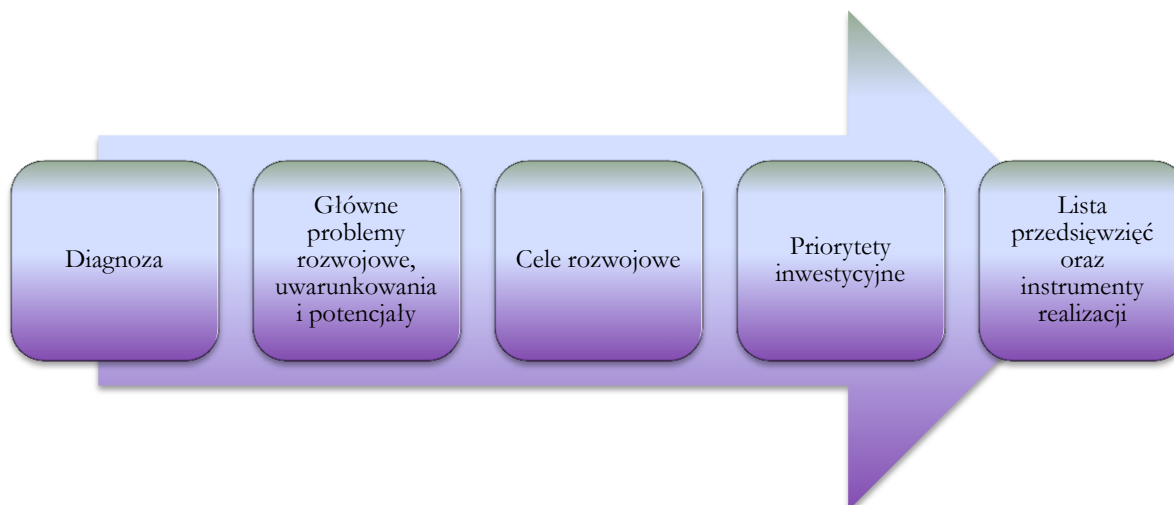 Diagnoza
Główne
problemy
rozwojowe,
uwarunkowania
i potencjały
Cele rozwojowe
Priorytety
inwestycyjne
Lista
przedsięwzięć
oraz
instrumenty
realizacji